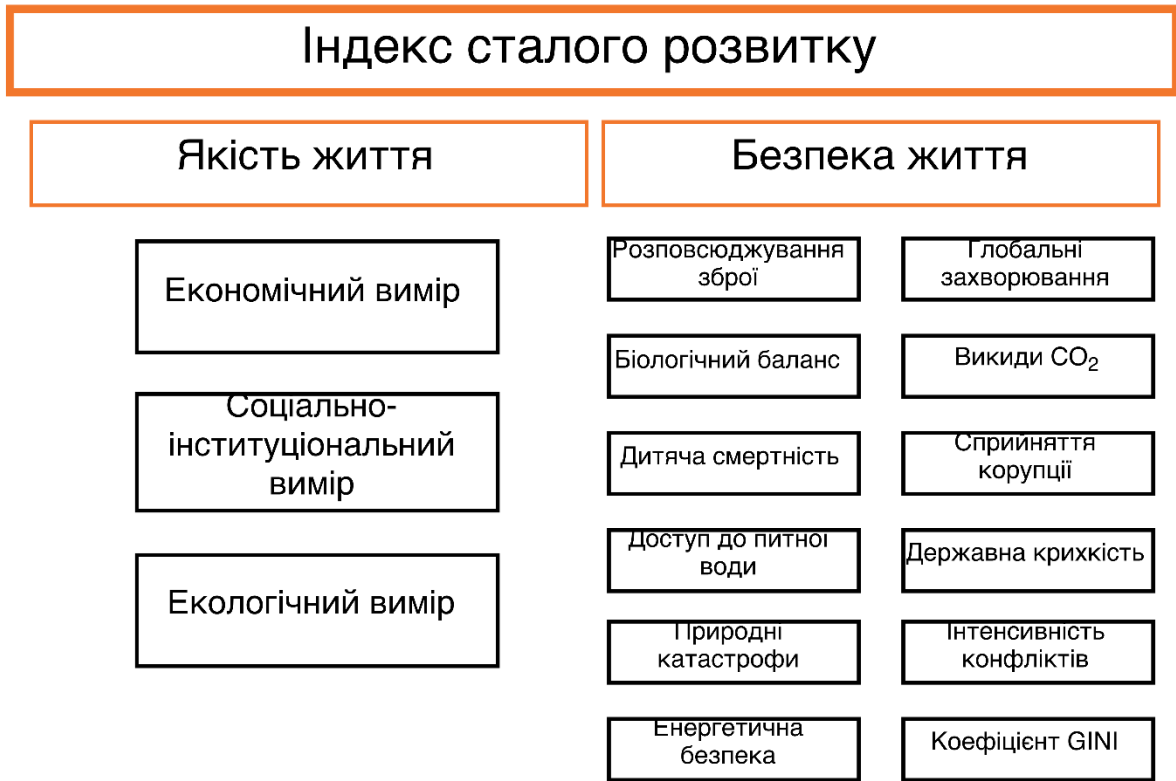 Індекс сталого розвитку
Якість життя
Безпека життя
Економічний вимір
Соціально-
інституціональний
вимір
Екологічний вимір
Розповсюджування
зброї
Глобальні
захворювання
Біологічний баланс
Викиди CO₂
Дитяча смертність
Сприйняття
корупції
Доступ до питної
води
Державна крихкість
Природні
катастрофи
Інтенсивність
конфліктів
Енергетична
безпека
Коефіцієнт GINI